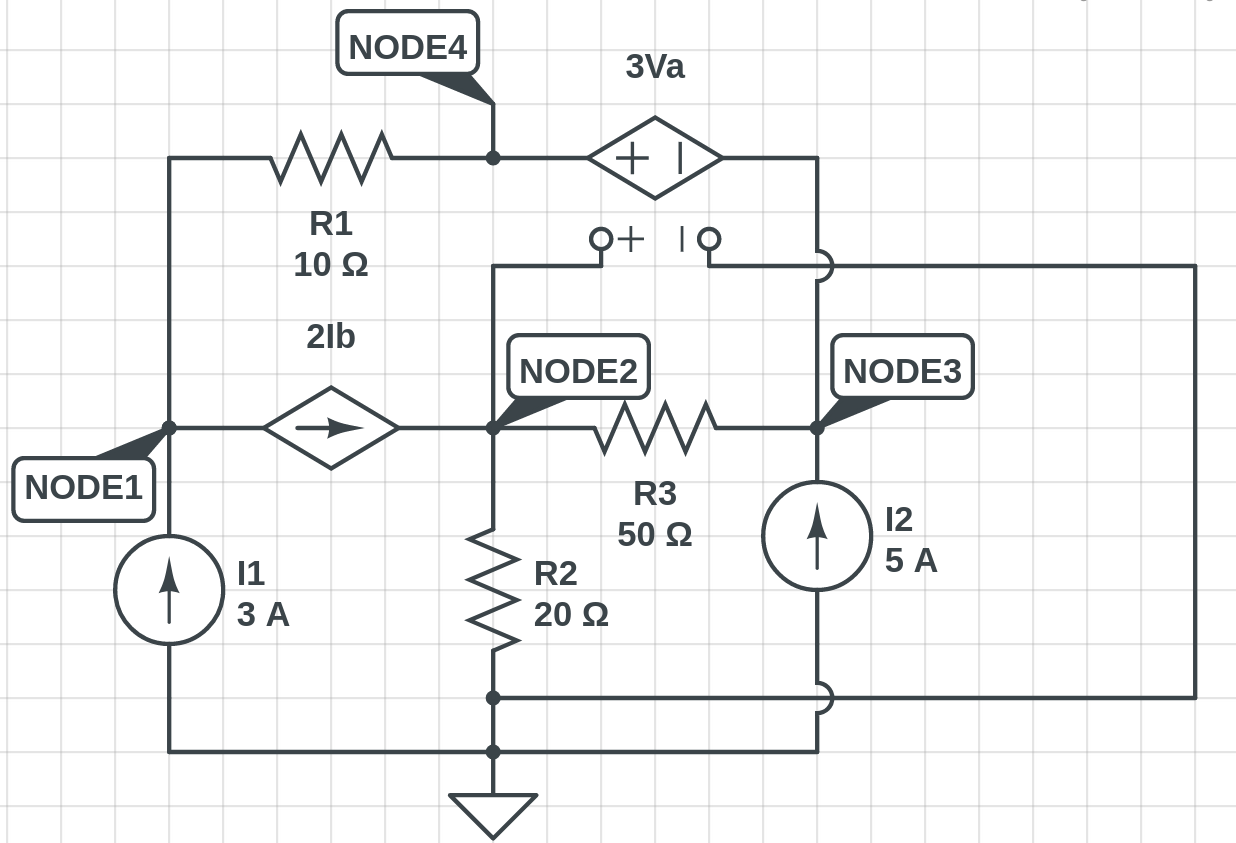 NODE4
3Va
R1
10 Ω
2Ib
NODE2
NODE3
NODE1
R3
50 Ω
I2
5 A
I1
3 A
R2
20 Ω